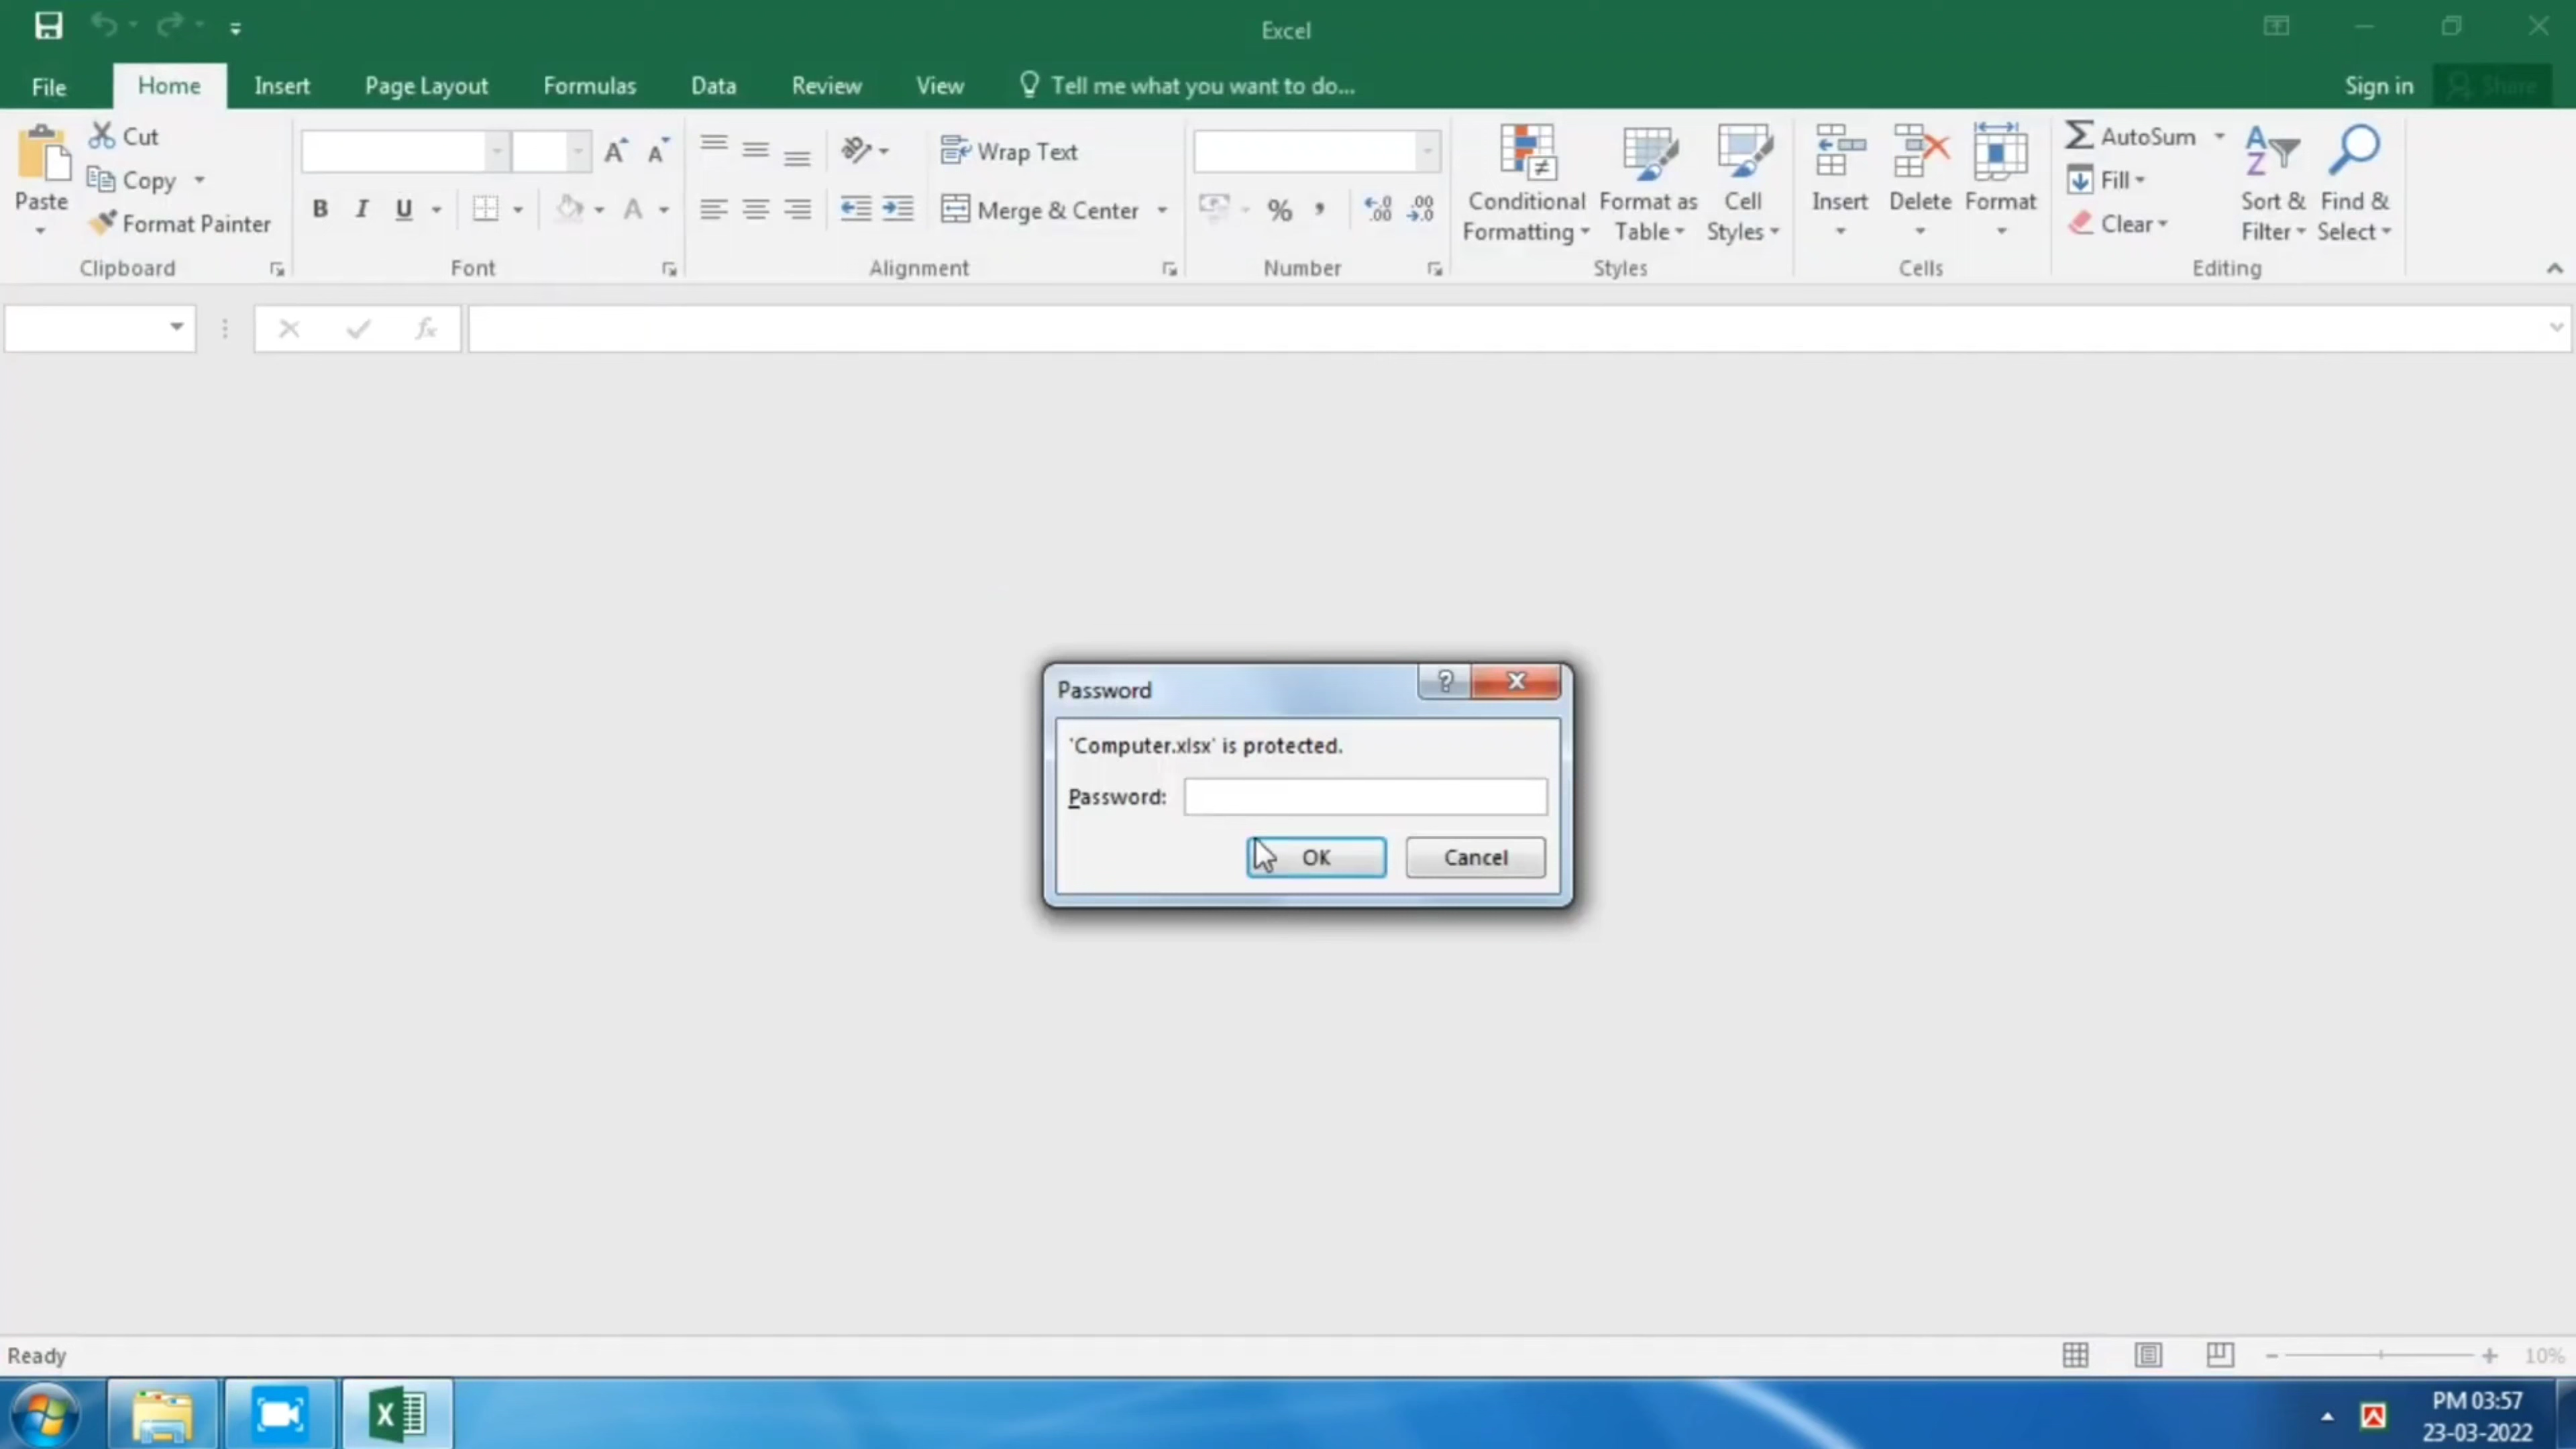 Excel
File Home Insert Page Layout Formulas Data Review View Tell me what you want to do... Sign in Share
Paste Cut Copy Format Painter Clipboard
B I U A Font
Wrap Text
Merge & Center
Alignment
% , Number
Conditional Formatting Format as Table Cell Styles
Styles
Insert Delete Format
Cells
AutoSum
Fill
Clear
Sort & Filter Find & Select
Editing
fx
Password
'Computer.xlsx' is protected.
Password:
OK Cancel
Ready 10%
PM 03:57
23-03-2022